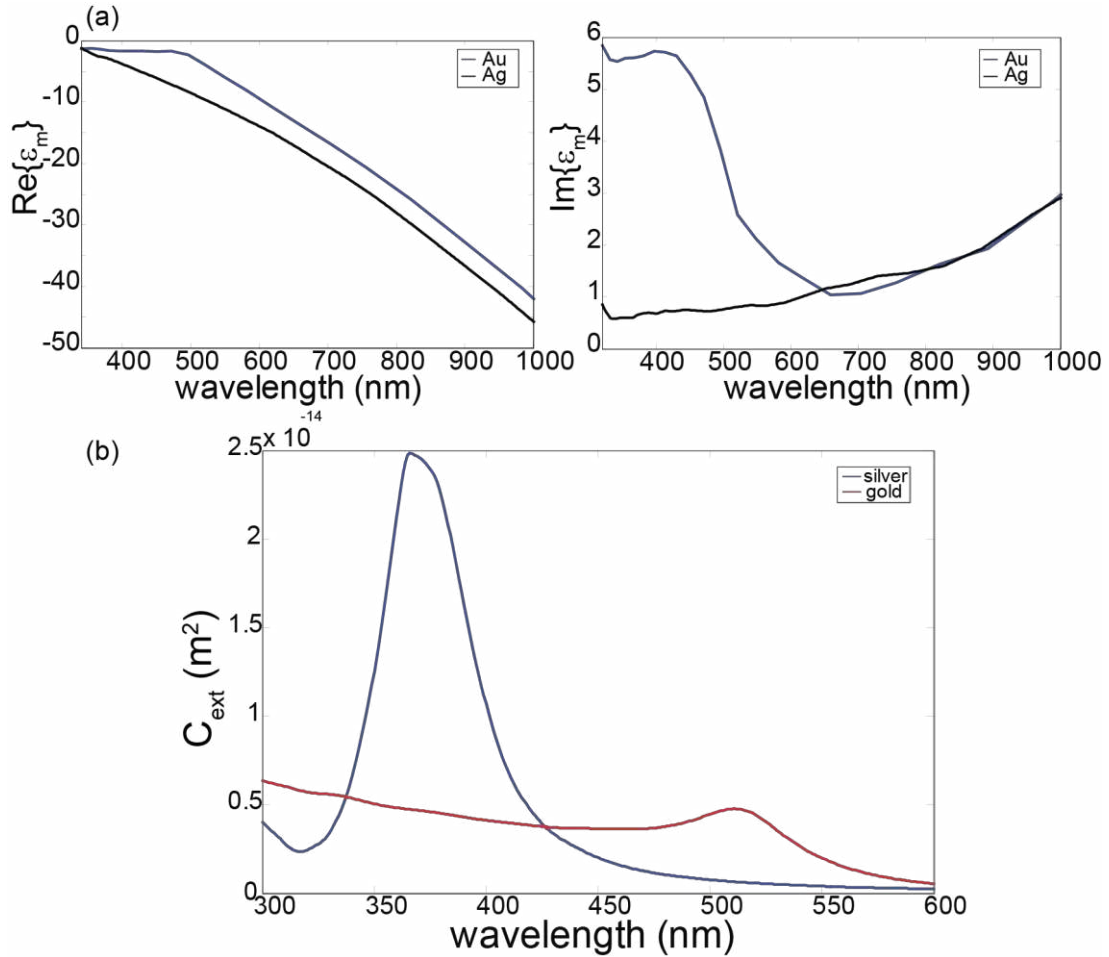 (a)
0
-10
-20
-30
-40
-50
Re{ε_m}
400 500 600 700 800 900 1000
wavelength (nm)
Au
Ag
6
5
4
3
2
1
0
Im{ε_m}
400 500 600 700 800 900 1000
wavelength (nm)
Au
Ag
(b)
2.5 x 10^-14
2
1.5
1
0.5
0
C_ext (m²)
300 350 400 450 500 550 600
wavelength (nm)
silver
gold